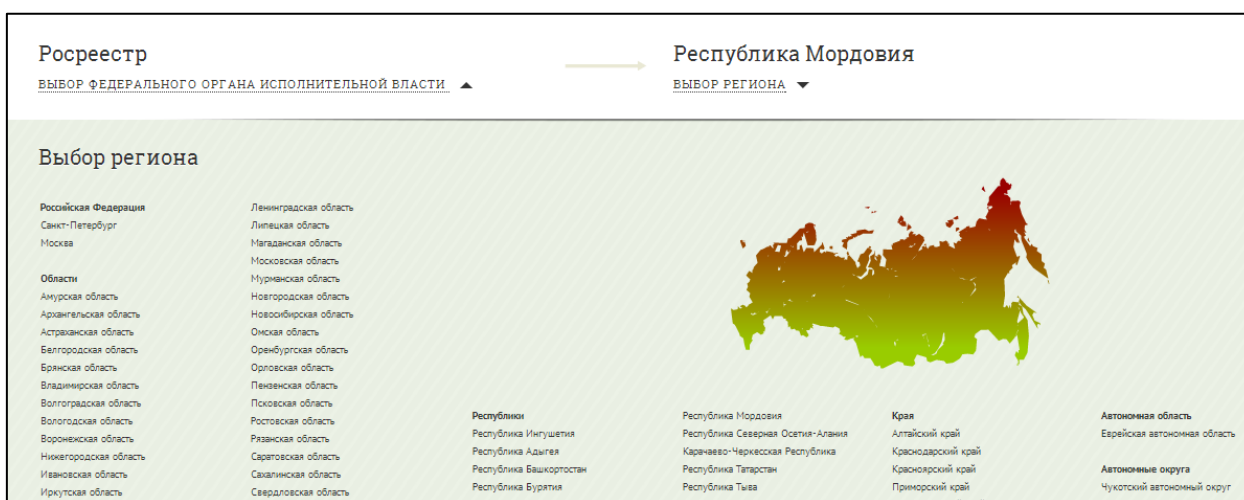 Росреестр
ВЫБОР ФЕДЕРАЛЬНОГО ОРГАНА ИСПОЛНИТЕЛЬНОЙ ВЛАСТИ
Республика Мордовия
ВЫБОР РЕГИОНА
Выбор региона
Российская Федерация
Санкт-Петербург
Москва
Области
Амурская область
Архангельская область
Астраханская область
Белгородская область
Брянская область
Владимирская область
Волгоградская область
Вологодская область
Воронежская область
Нижегородская область
Ивановская область
Иркутская область
Ленинградская область
Липецкая область
Магаданская область
Московская область
Мурманская область
Новгородская область
Новосибирская область
Омская область
Оренбургская область
Орловская область
Пензенская область
Псковская область
Ростовская область
Рязанская область
Саратовская область
Сахалинская область
Свердловская область
Республики
Республика Ингушетия
Республика Адыгея
Республика Башкортостан
Республика Бурятия
Республика Мордовия
Республика Северная Осетия-Алания
Карачаево-Черкесская Республика
Республика Татарстан
Республика Тыва
Края
Алтайский край
Краснодарский край
Красноярский край
Приморский край
Автономная область
Еврейская автономная область
Автономные округа
Чукотский автономный округ